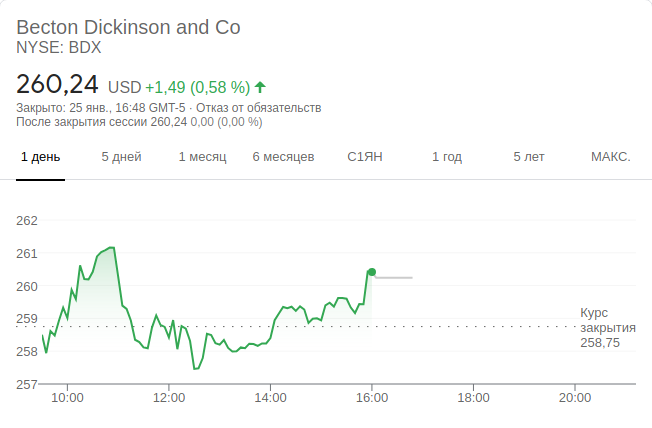 Becton Dickinson and Co
NYSE: BDX
260,24 USD +1,49 (0,58 %)
Закрыто: 25 янв., 16:48 GMT-5 · Отказ от обязательств
После закрытия сессии 260,24 0,00 (0,00 %)
1 день 5 дней 1 месяц 6 месяцев С1ЯН 1 год 5 лет МАКС.
262
261
260
259
258
257
Курс
закрытия
258,75
10:00 12:00 14:00 16:00 18:00 20:00